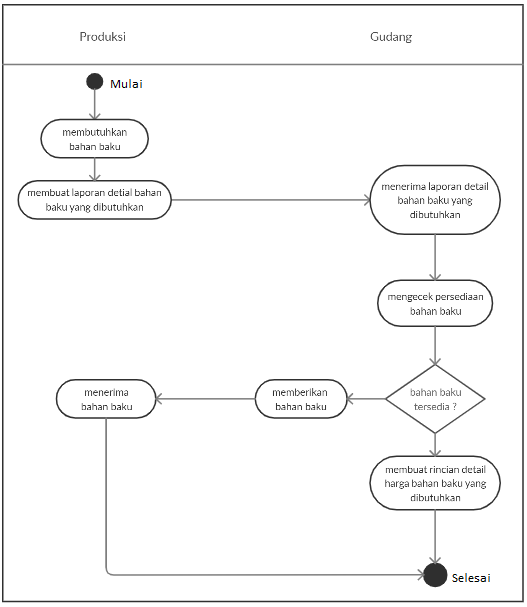 Produksi
Gudang
Mulai
membutuhkan
bahan baku
membuat laporan detial bahan
baku yang dibutuhkan
menerima laporan detail
bahan baku yang
dibutuhkan
mengecek persediaan
bahan baku
bahan baku
tersedia ?
memberikan
bahan baku
menerima
bahan baku
membuat rincian detail
harga bahan baku yang
dibutuhkan
Selesai